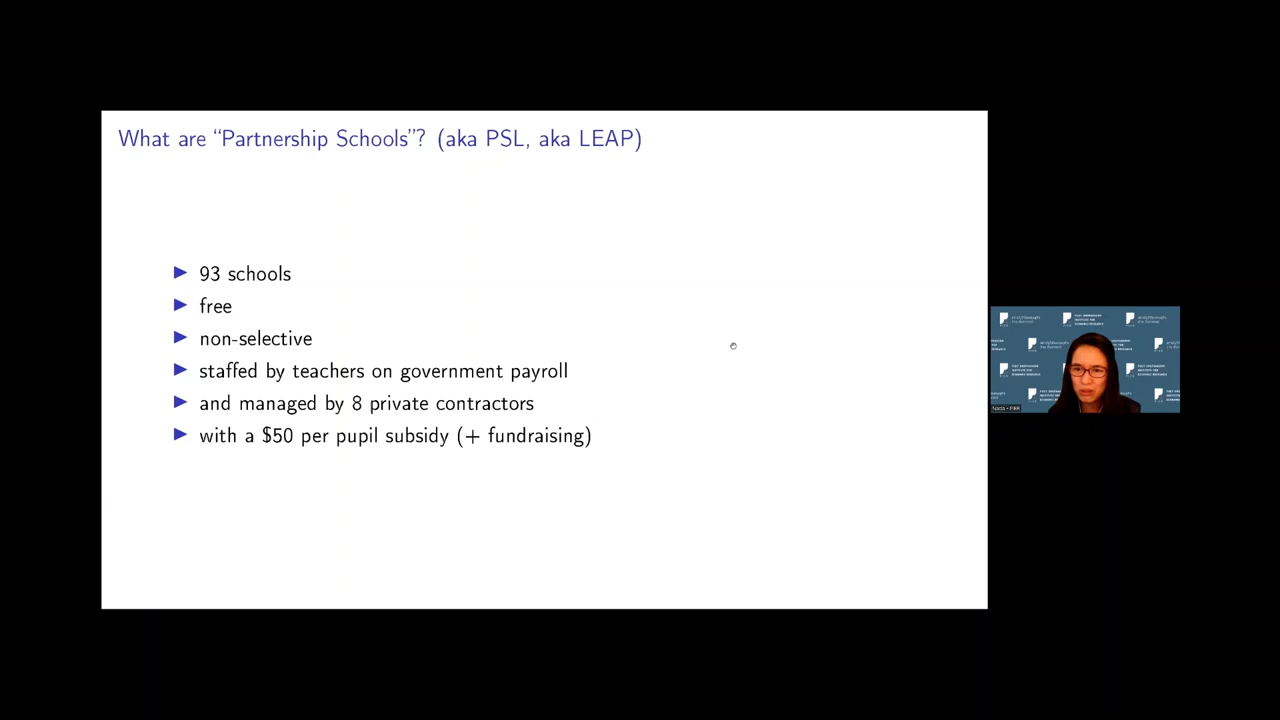 What are “Partnership Schools”? (aka PSL, aka LEAP)
93 schools
free
non-selective
staffed by teachers on government payroll
and managed by 8 private contractors
with a $50 per pupil subsidy (+ fundraising)